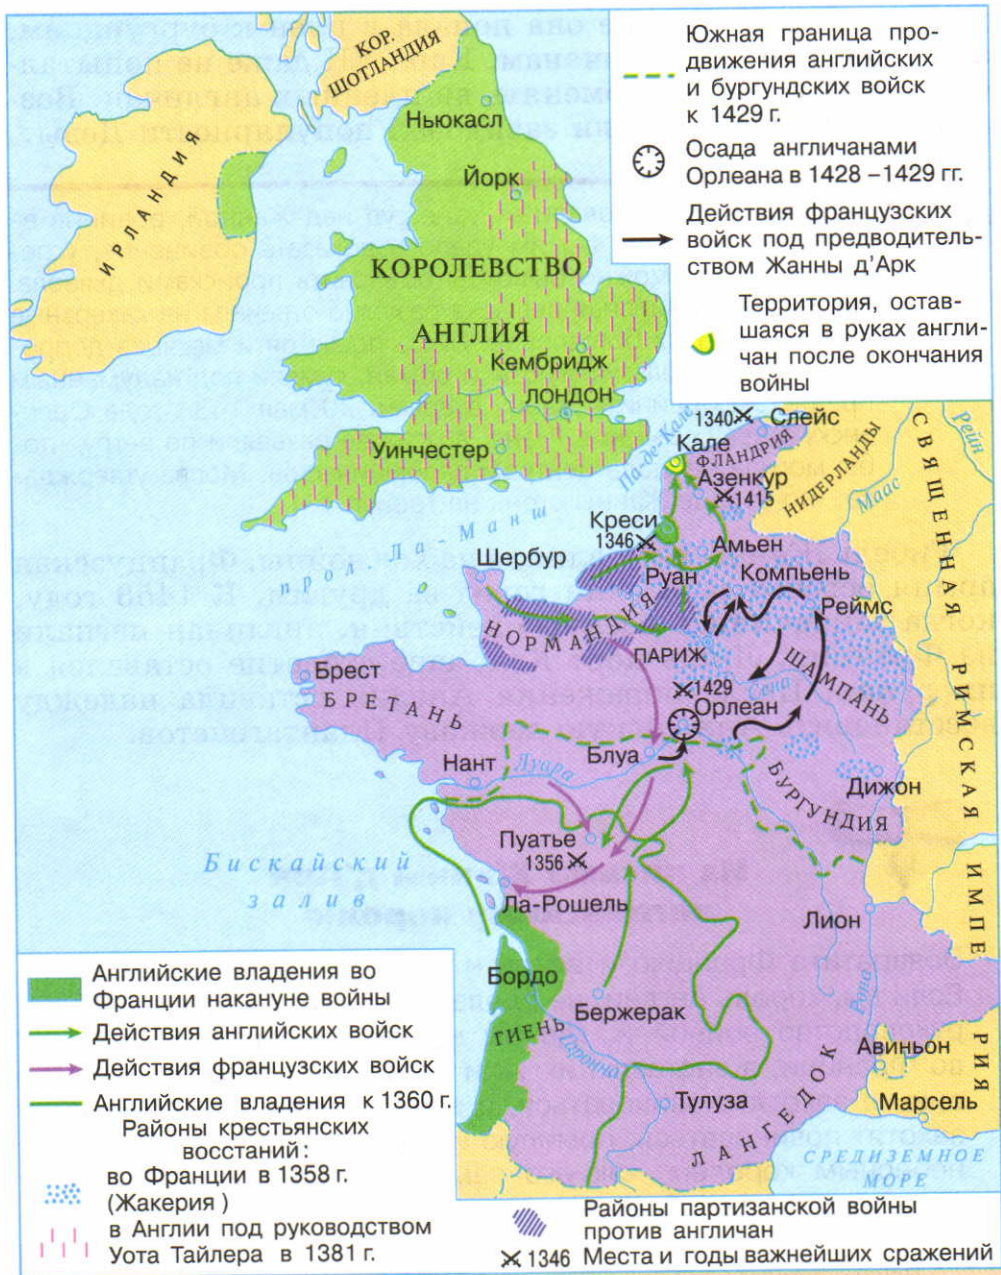 КОР.
ШОТЛАНДИЯ
Ньюкасл
ИРЛАНДИЯ
Йорк
КОРОЛЕВСТВО
АНГЛИЯ
Кембридж
ЛОНДОН
Уинчестер
Южная граница про-
движения английских
и бургундских войск
к 1429 г.
Осада англичанами
Орлеана в 1428 – 1429 гг.
Действия французских
войск под предводитель-
ством Жанны д'Арк
Территория, остав-
шаяся в руках англи-
чан после окончания
войны
1340 Слейс
Па-де-Кале
Кале
ФЛАНДРИЯ
НИДЕРЛАНДЫ
Азенкур
1415
Маас
Рейн
СВЯЩЕННАЯ РИМСКАЯ ИМПЕРИЯ
прол. Ла-Манш
Креси
1346
Шербур
Амьен
Руан
Компьень
Реймс
НОРМАНДИЯ
ПАРИЖ
Сена
ШАМПАНЬ
1429
Орлеан
Брест
БРЕТАНЬ
Блуа
Нант
Луара
БУРГУНДИЯ
Дижон
Пуатье
1356
Бискайский
залив
Ла-Рошель
Лион
Бордо
ГИЕНЬ
Бержерак
Гаронна
Рона
Авиньон
Тулуза
Марсель
ЛАНГЕДОК
СРЕДИЗЕМНОЕ
МОРЕ
Английские владения во
Франции накануне войны
Действия английских войск
Действия французских войск
Английские владения к 1360 г.
Районы крестьянских
восстаний:
во Франции в 1358 г.
(Жакерия)
в Англии под руководством
Уота Тайлера в 1381 г.
Районы партизанской войны
против англичан
1346 Места и годы важнейших сражений